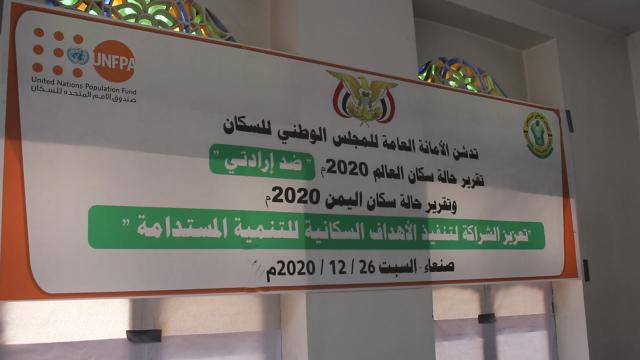 UNFPA
United Nations Population Fund
صندوق الأمم المتحدة للسكان
تدشن الأمانة العامة للمجلس الوطني للسكان
تقرير حالة سكان العالم 2020م " ضد إرادتي "
وتقرير حالة سكان اليمن 2020م
"تعزيز الشراكة لتنفيذ الأهداف السكانية للتنمية المستدامة "
صنعاء - السبت 26 / 12 / 2020م